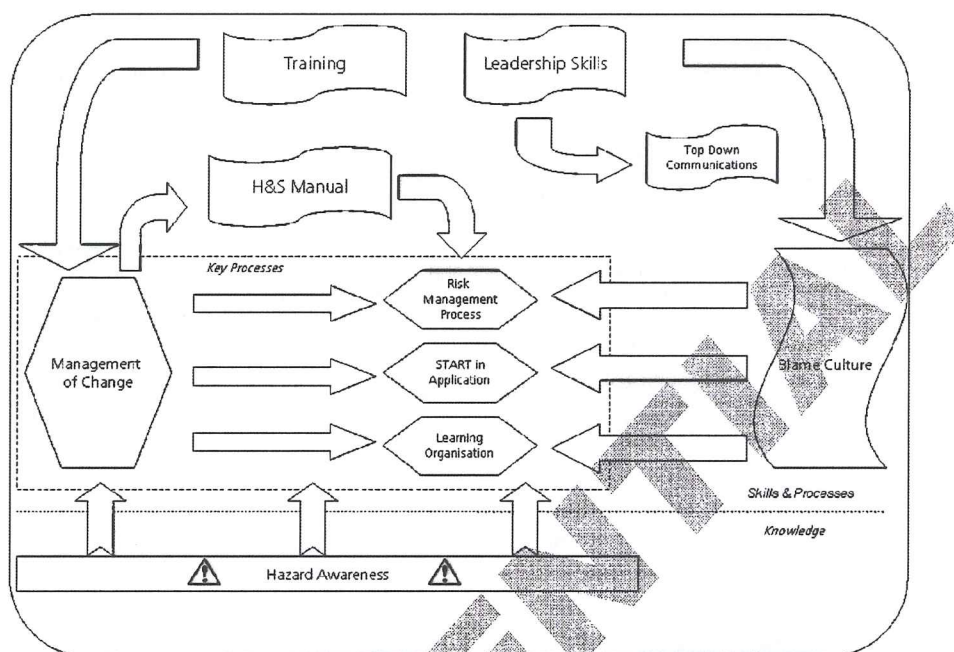 Training
Leadership Skills
Top Down
Communications
H&S Manual
Key Processes
Risk
Management
Process
Management
of Change
START in
Application
Blame Culture
Learning
Organisation
Skills & Processes
Knowledge
Hazard Awareness